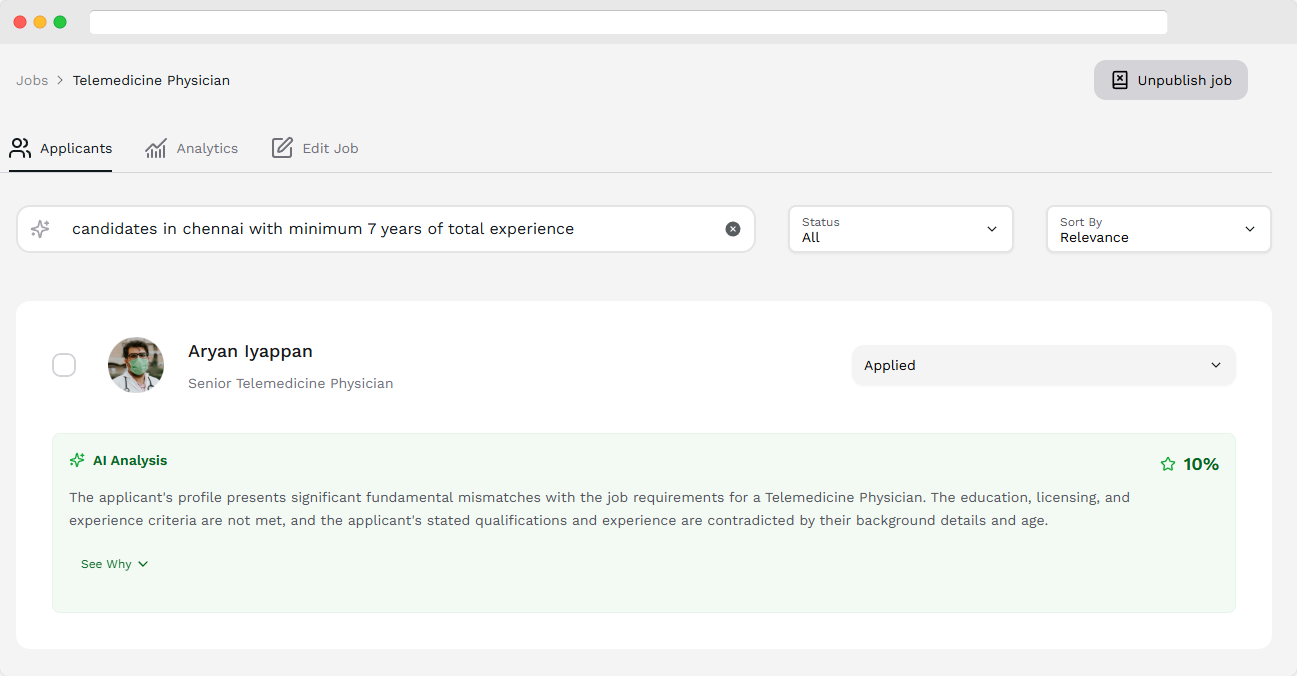 Jobs > Telemedicine Physician
Unpublish job
Applicants
Analytics
Edit Job
candidates in chennai with minimum 7 years of total experience
Status
All
Sort By
Relevance
Aryan Iyappan
Senior Telemedicine Physician
Applied
AI Analysis
10%
The applicant's profile presents significant fundamental mismatches with the job requirements for a Telemedicine Physician. The education, licensing, and
experience criteria are not met, and the applicant's stated qualifications and experience are contradicted by their background details and age.
See Why